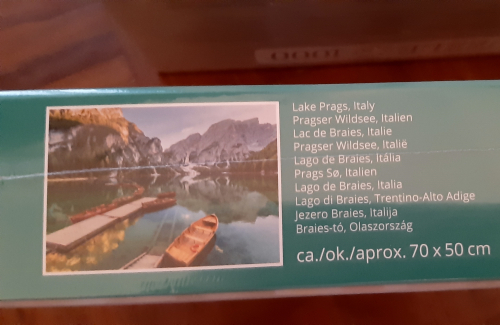 Lake Prags, Italy
Pragser Wildsee, Italien
Lac de Braies, Italie
Pragser Wildsee, Italië
Lago de Braies, Itália
Prags Sø, Italien
Lago de Braies, Italia
Lago di Braies, Trentino-Alto Adige
Jezero Braies, Italija
Braies-tó, Olaszország
ca./ok./aprox. 70 x 50 cm